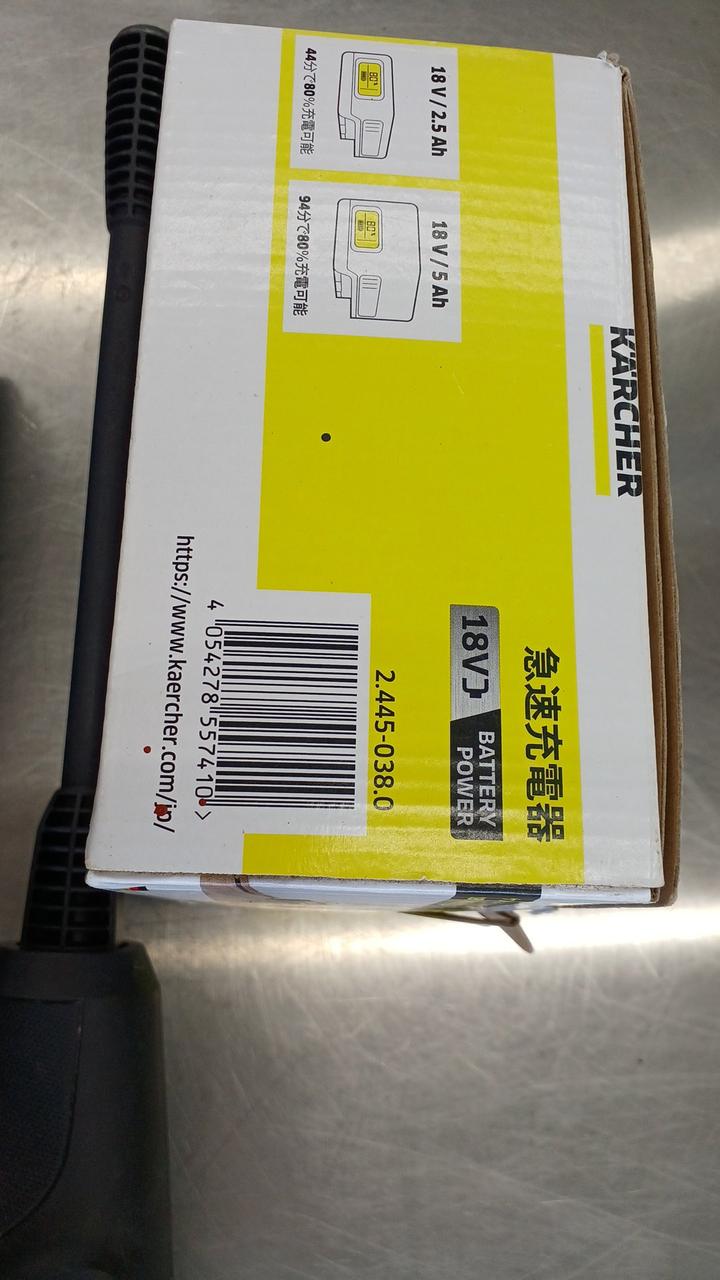 KÄRCHER
急速充電器
18V
BATTERY
POWER
18 V / 2.5 Ah
80%
44分で80%充電可能
18 V / 5 Ah
80%
94分で80%充電可能
2.445-038.0
4 054278 557410 >
https://www.kaercher.com/jp/